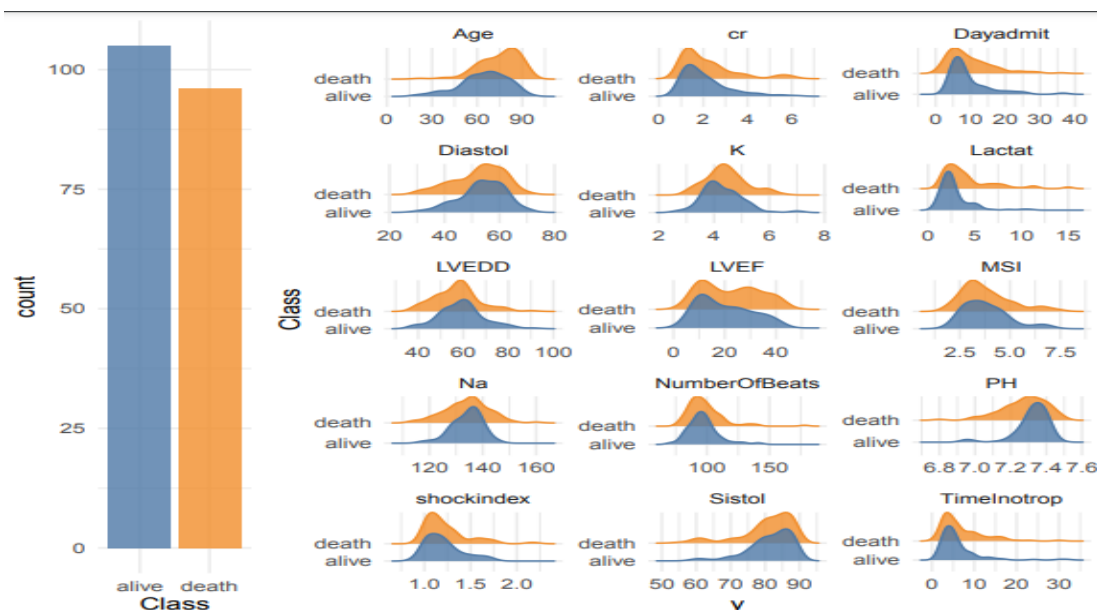 count
100
75
50
25
0
alive death
Class
Class
Age
death
alive
0 30 60 90
cr
death
alive
0 2 4 6
Dayadmit
death
alive
0 10 20 30 40
Diastol
death
alive
20 40 60 80
K
death
alive
2 4 6 8
Lactat
death
alive
0 5 10 15
LVEDD
death
alive
40 60 80 100
LVEF
death
alive
0 20 40
MSI
death
alive
2.5 5.0 7.5
Na
death
alive
120 140 160
NumberOfBeats
death
alive
100 150
PH
death
alive
6.8 7.0 7.2 7.4 7.6
shockindex
death
alive
1.0 1.5 2.0
Sistol
death
alive
50 60 70 80 90
TimeInotrop
death
alive
0 10 20 30